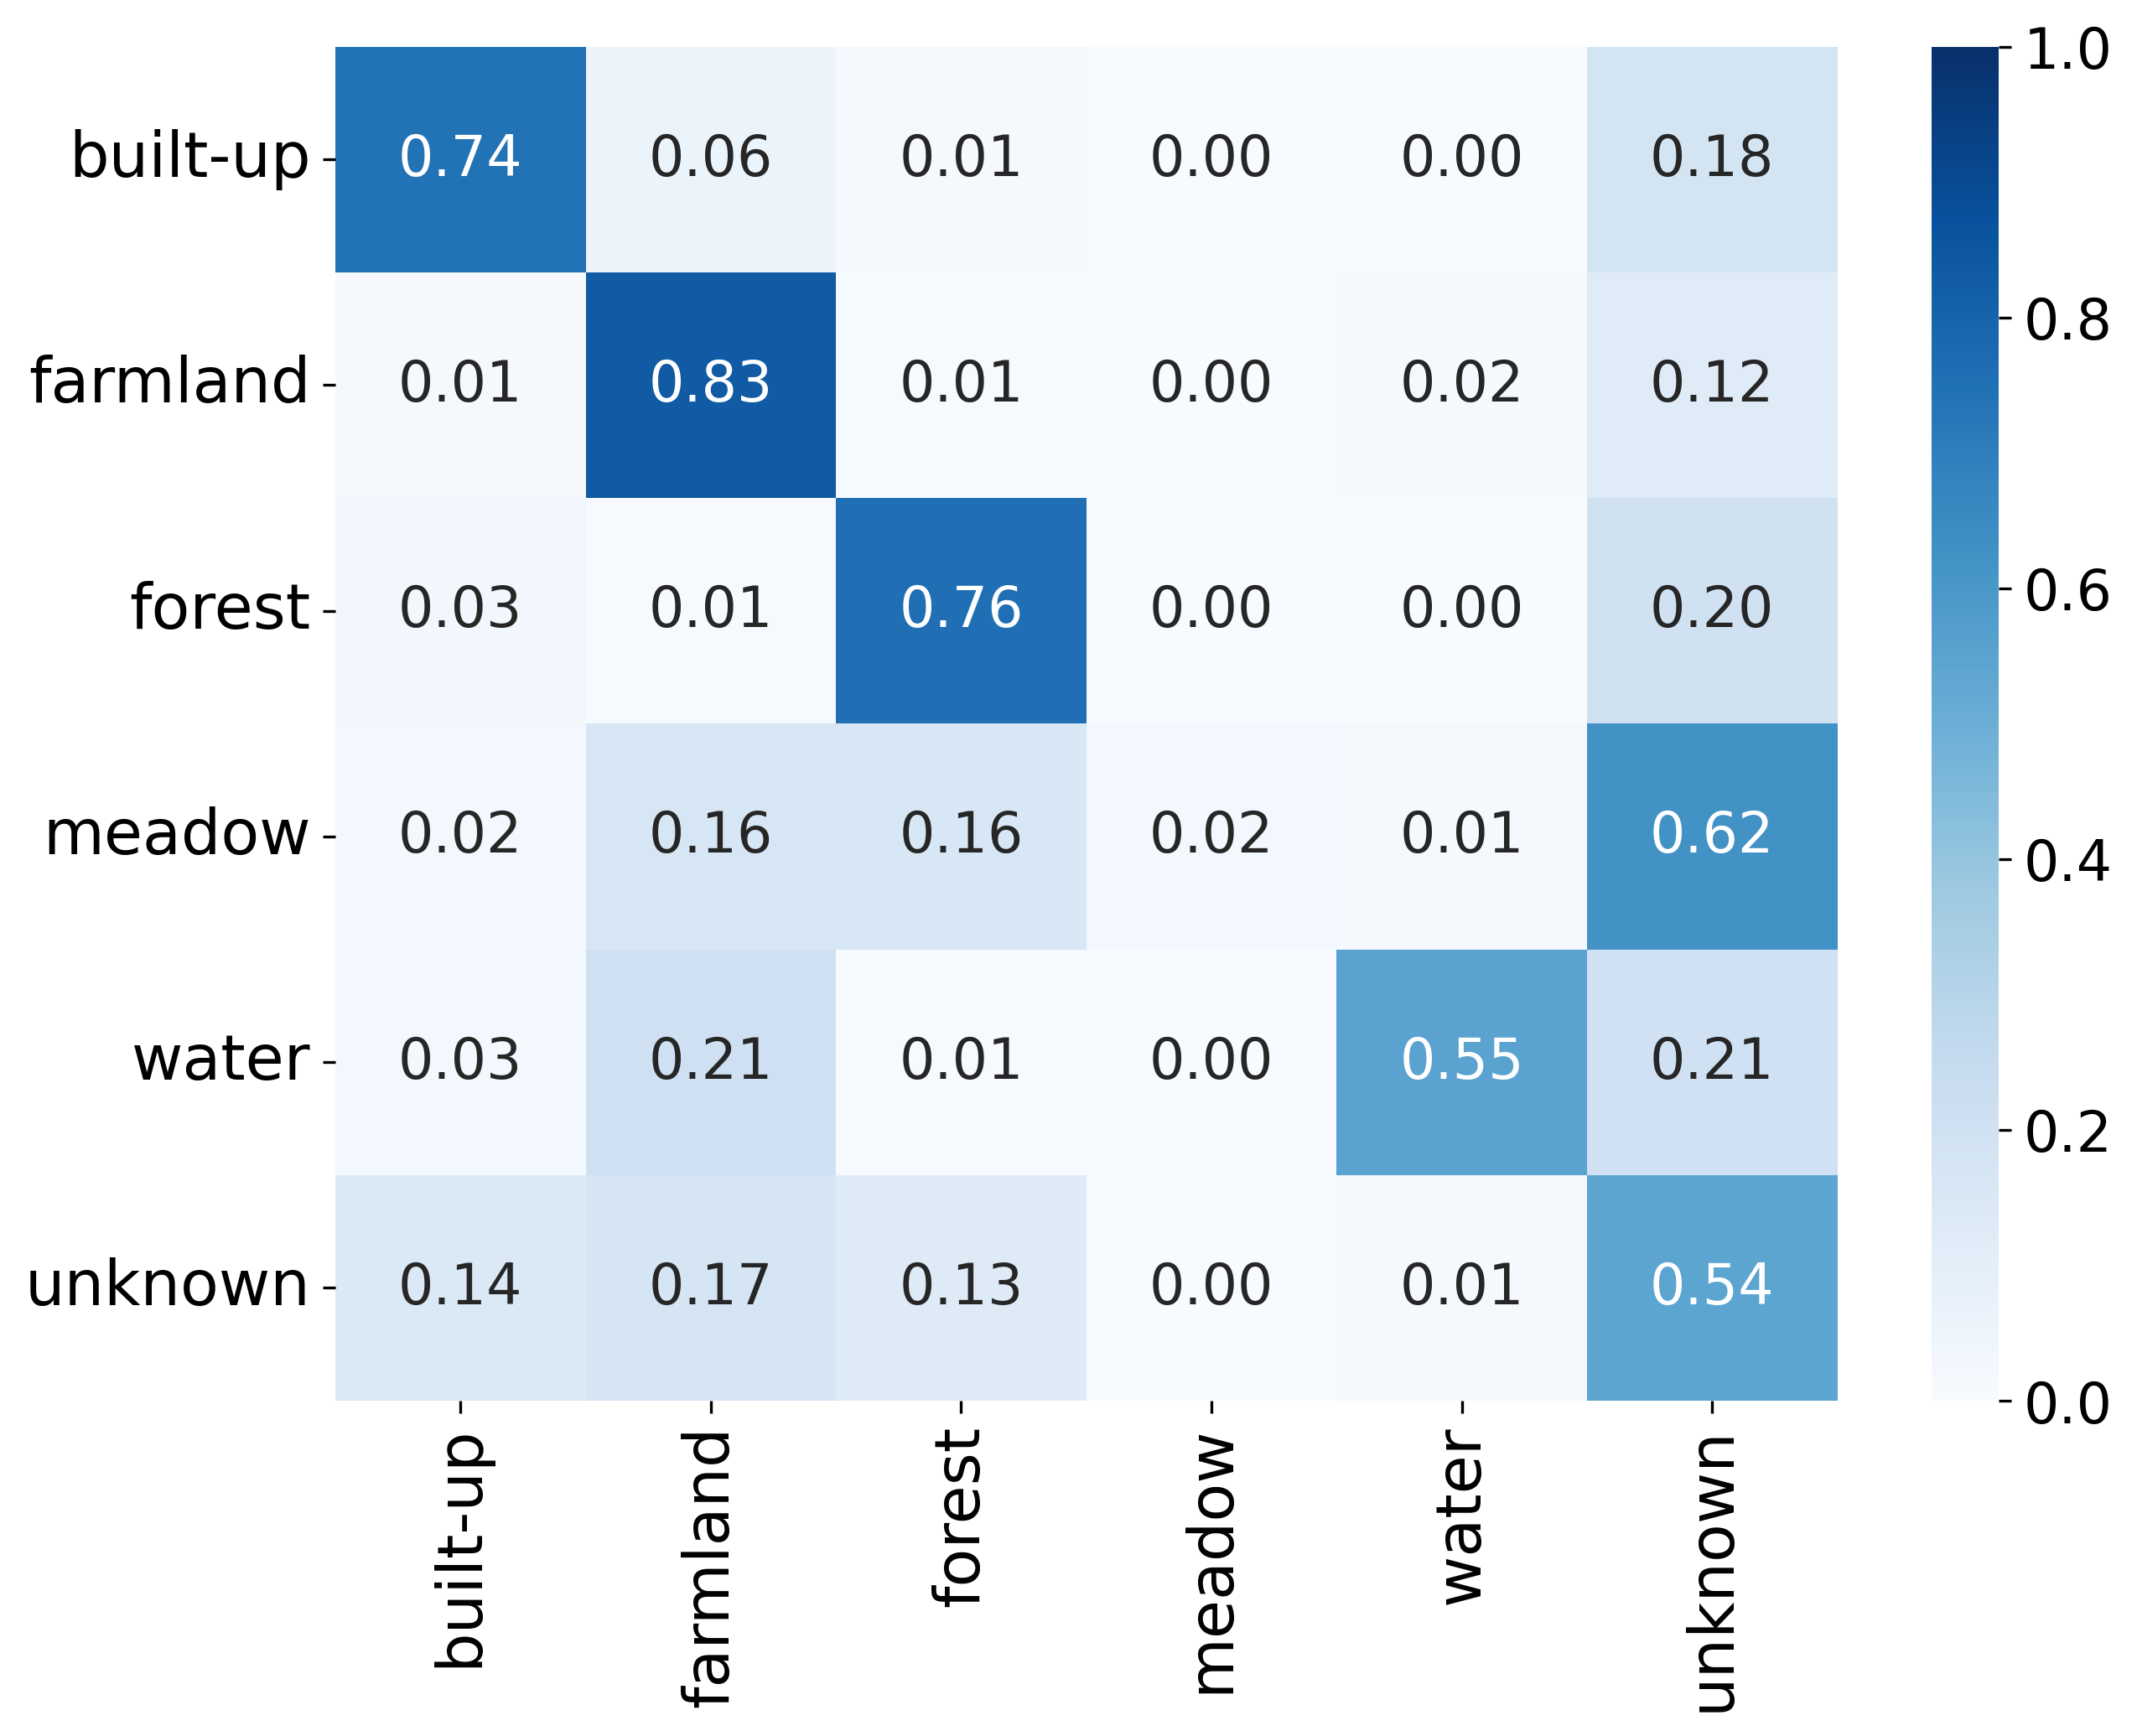 built-up 0.74 0.06 0.01 0.00 0.00 0.18
farmland 0.01 0.83 0.01 0.00 0.02 0.12
forest 0.03 0.01 0.76 0.00 0.00 0.20
meadow 0.02 0.16 0.16 0.02 0.01 0.62
water 0.03 0.21 0.01 0.00 0.55 0.21
unknown 0.14 0.17 0.13 0.00 0.01 0.54
built-up
farmland
forest
meadow
water
unknown
1.0
0.8
0.6
0.4
0.2
0.0